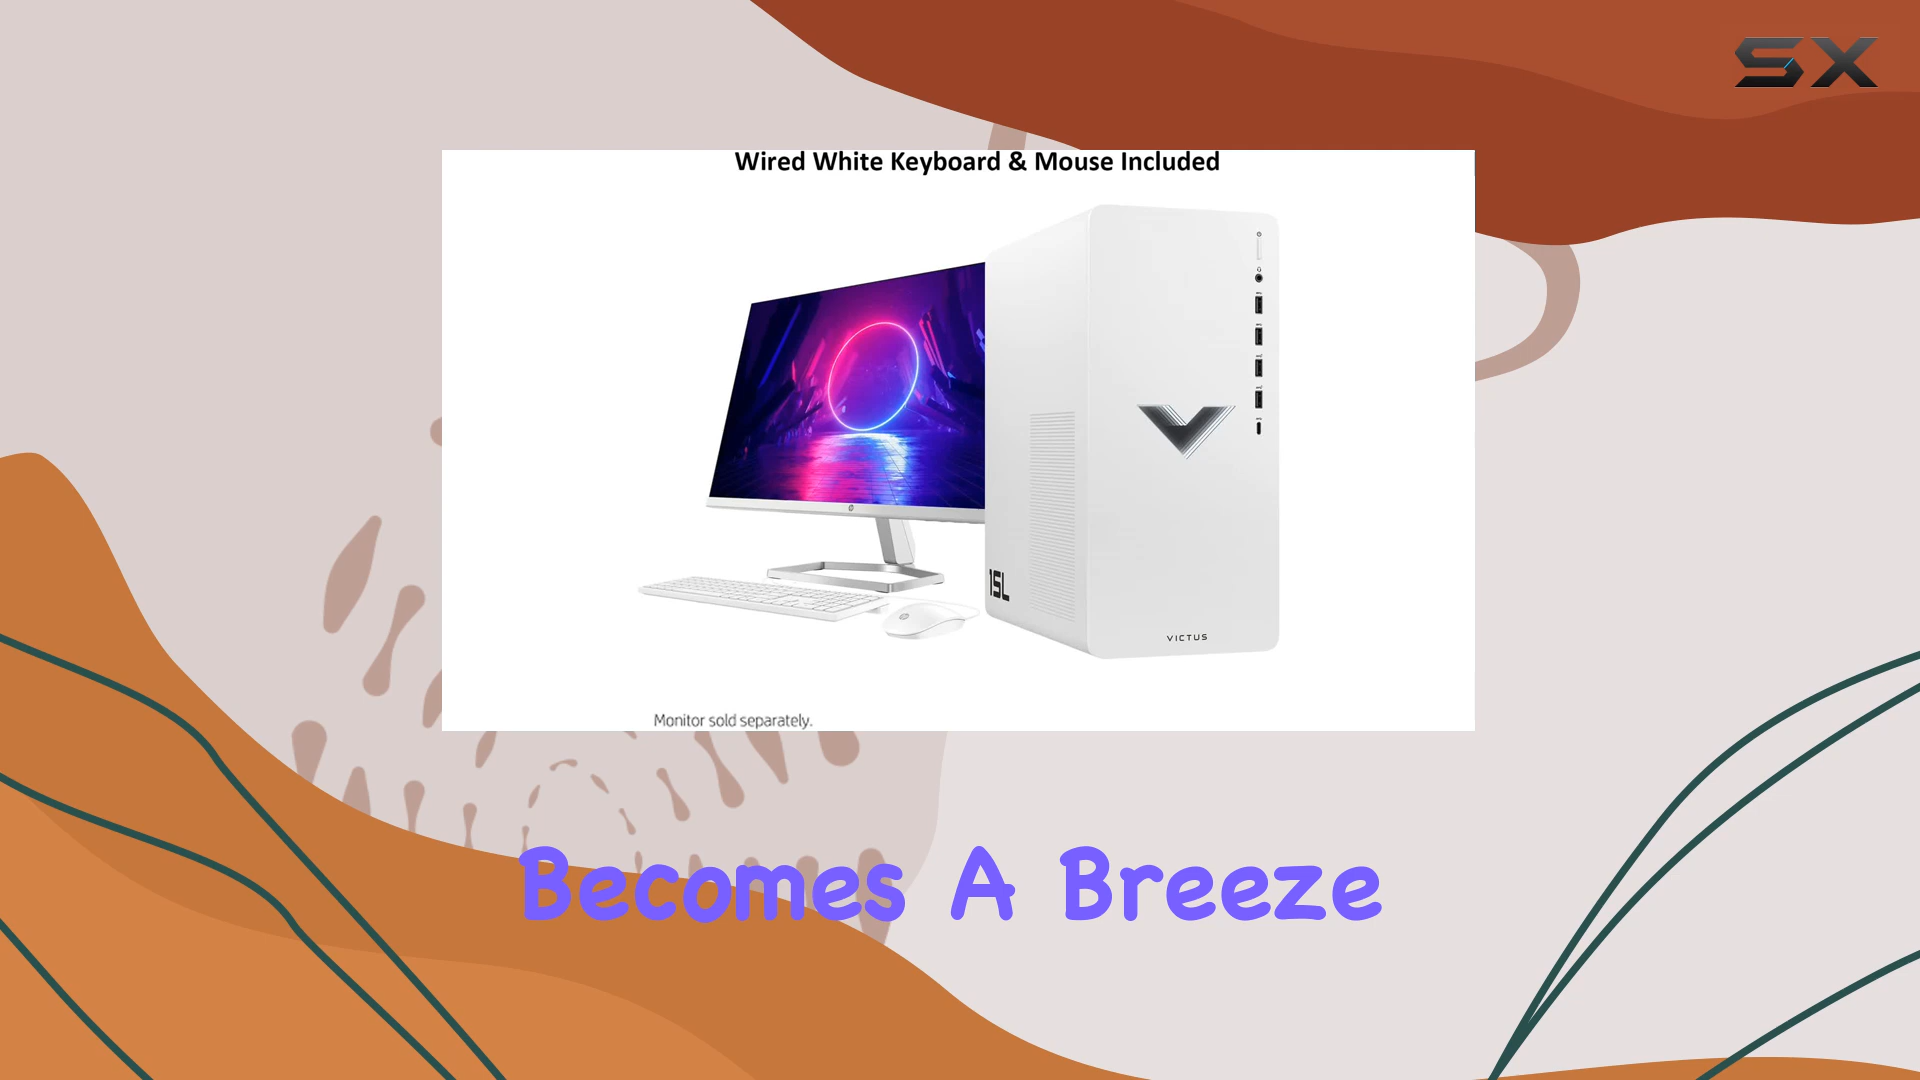 SX
Wired White Keyboard & Mouse Included
15L
VICTUS
Monitor sold separately.
Becomes A Breeze